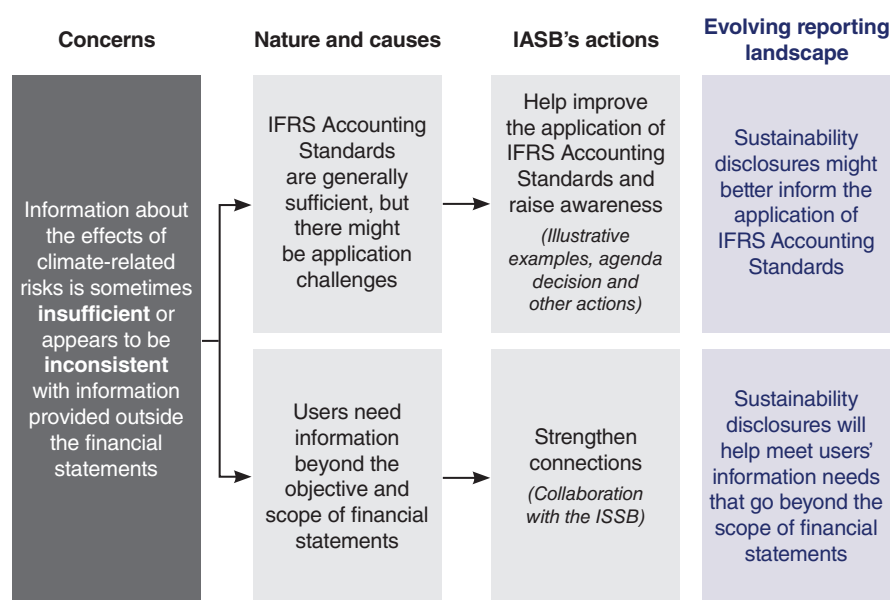 Concerns
Nature and causes
IASB's actions
Evolving reporting
landscape
Information about
the effects of
climate-related
risks is sometimes
insufficient or
appears to be
inconsistent
with information
provided outside
the financial
statements
IFRS Accounting
Standards
are generally
sufficient, but
there might
be application
challenges
Help improve
the application of
IFRS Accounting
Standards and
raise awareness
(Illustrative
examples, agenda
decision and
other actions)
Sustainability
disclosures might
better inform the
application of
IFRS Accounting
Standards
Users need
information
beyond the
objective and
scope of financial
statements
Strengthen
connections
(Collaboration
with the ISSB)
Sustainability
disclosures will
help meet users'
information needs
that go beyond the
scope of financial
statements